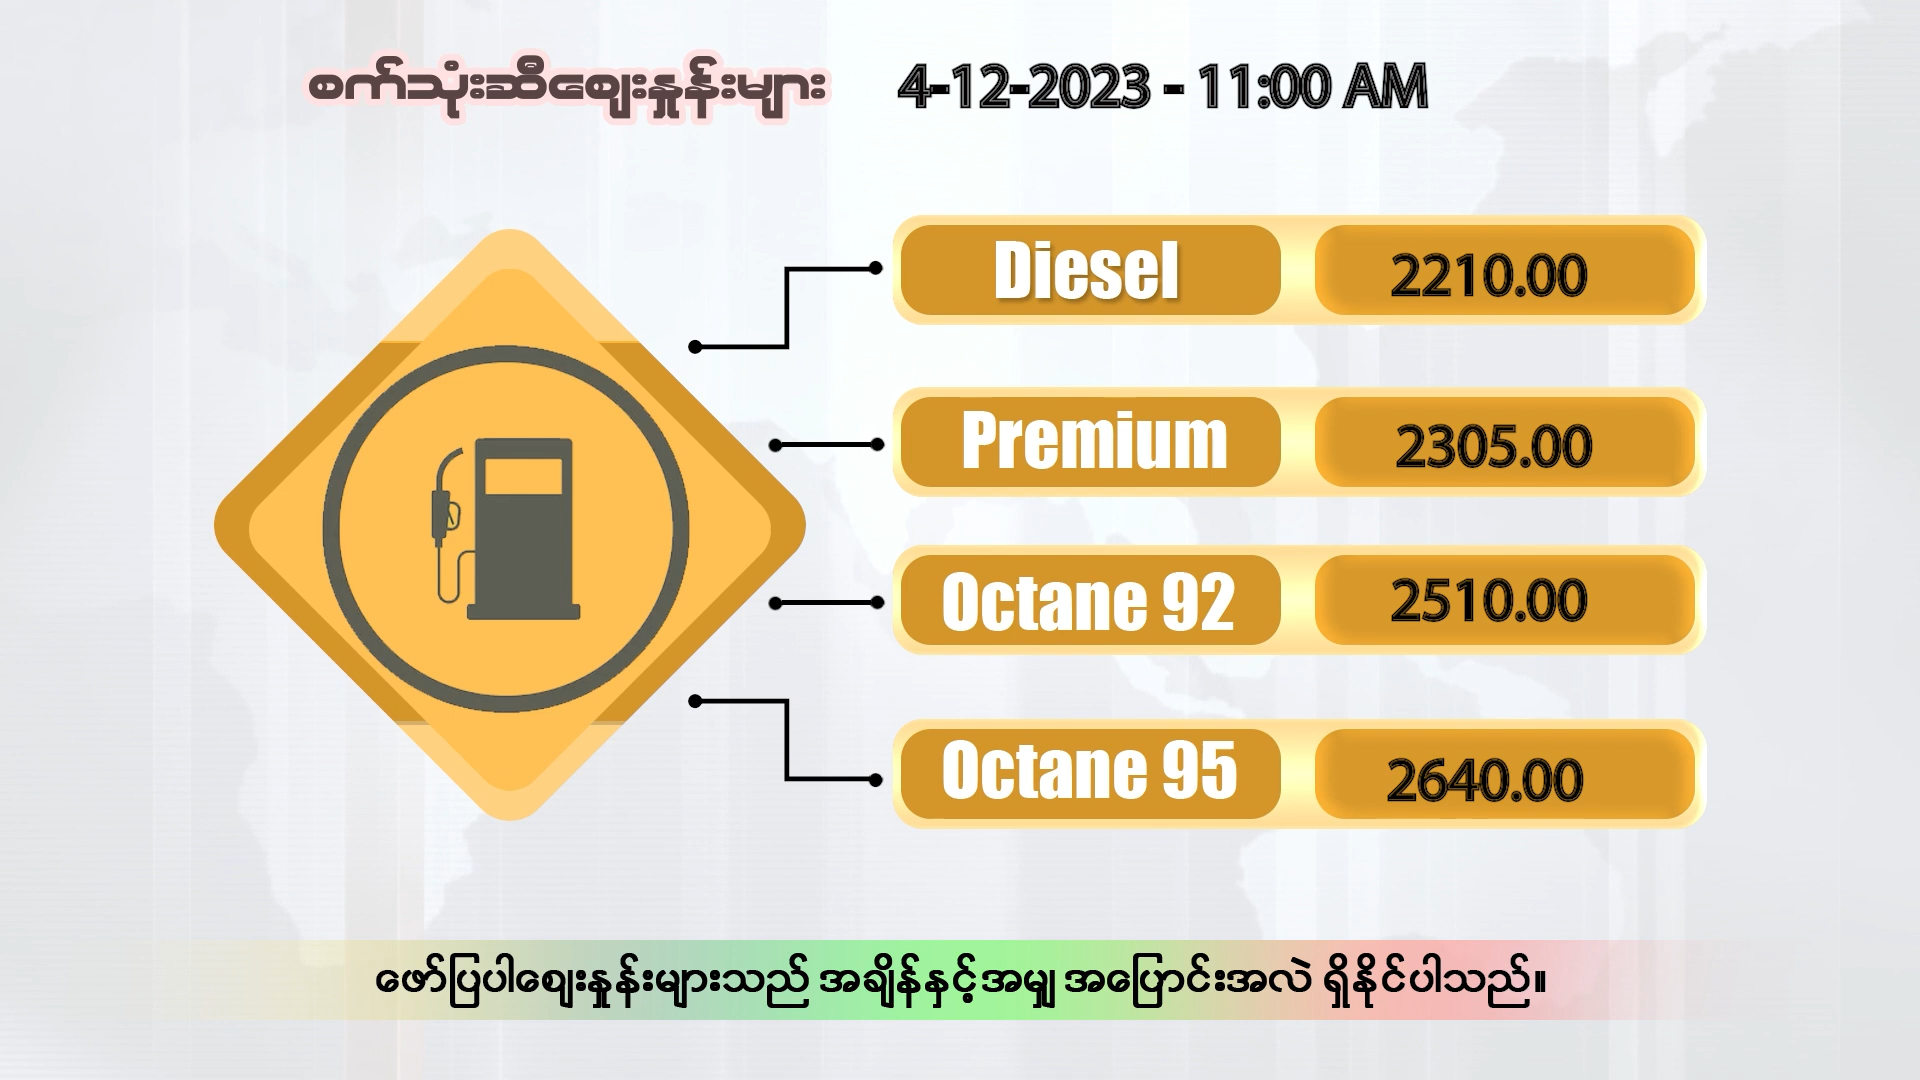 စက်သုံးဆီဈေးနှုန်းများ 4-12-2023 - 11:00 AM
Diesel 2210.00
Premium 2305.00
Octane 92 2510.00
Octane 95 2640.00
ဖော်ပြပါဈေးနှုန်းများသည် အချိန်နှင့်အမျှ အပြောင်းအလဲ ရှိနိုင်ပါသည်။